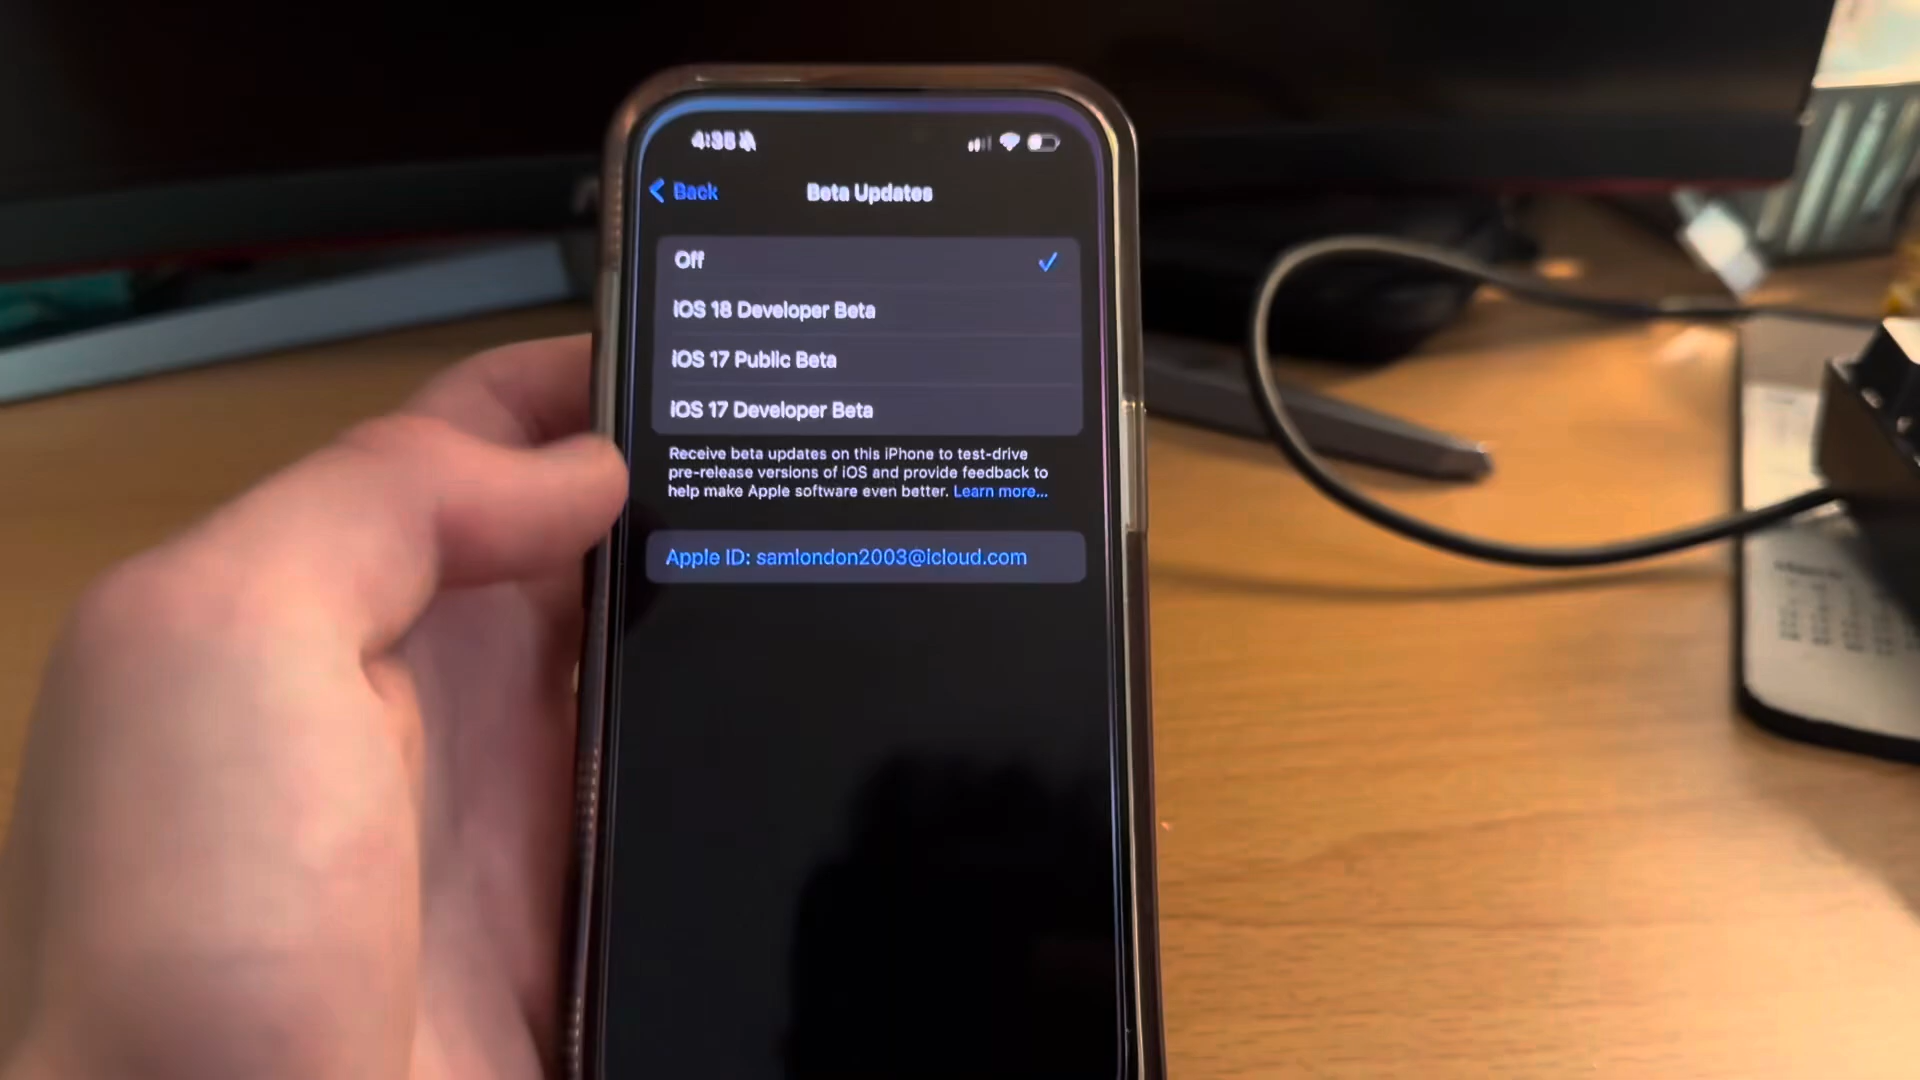 4:38
Back
Beta Updates
Off
iOS 18 Developer Beta
iOS 17 Public Beta
iOS 17 Developer Beta
Receive beta updates on this iPhone to test-drive
pre-release versions of iOS and provide feedback to
help make Apple software even better. Learn more...
Apple ID: samlondon2003@icloud.com